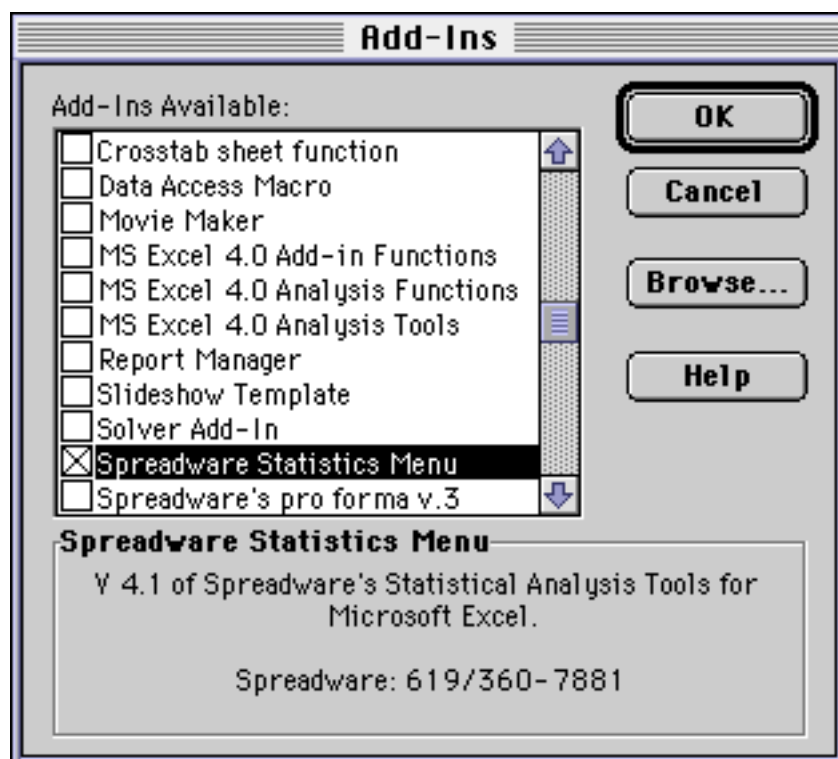 Add-Ins
Add-Ins Available:
Crosstab sheet function
Data Access Macro
Movie Maker
MS Excel 4.0 Add-in Functions
MS Excel 4.0 Analysis Functions
MS Excel 4.0 Analysis Tools
Report Manager
Slideshow Template
Solver Add-In
Spreadware Statistics Menu
Spreadware's pro forma v.3
OK
Cancel
Browse...
Help
Spreadware Statistics Menu
V 4.1 of Spreadware's Statistical Analysis Tools for
Microsoft Excel.
Spreadware: 619/360-7881